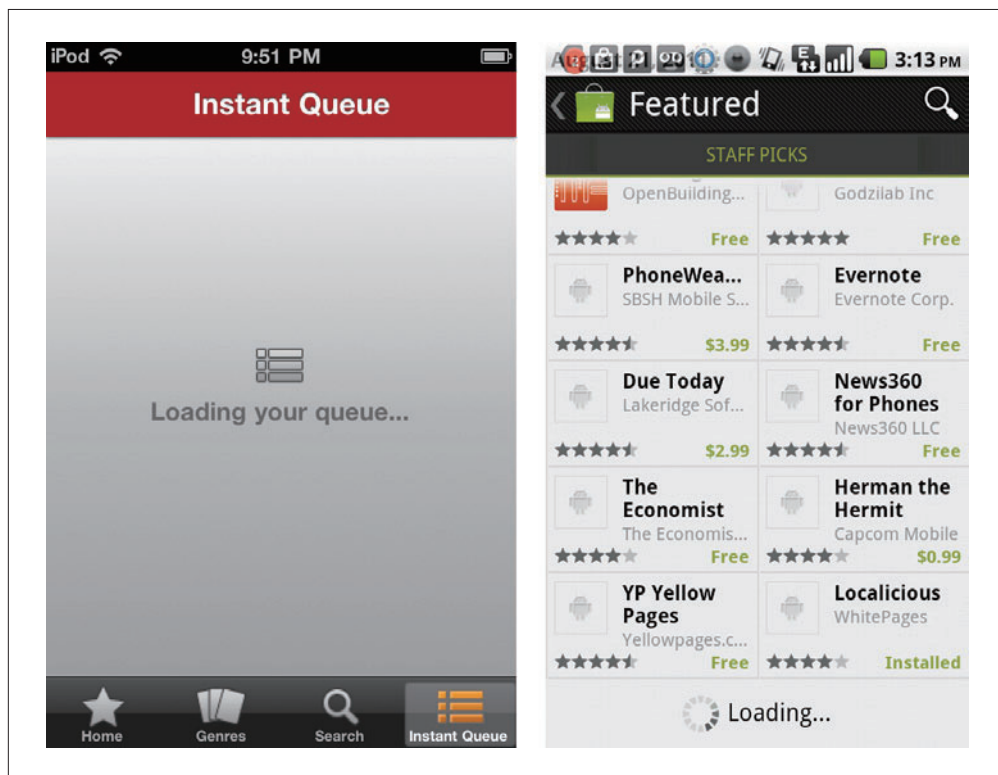 iPod 9:51 PM
Instant Queue
Loading your queue...
Home Genres Search Instant Queue
3:13 PM
Featured
STAFF PICKS
OpenBuilding...
Free
Godzilab Inc
Free
PhoneWea...
SBSH Mobile S...
$3.99
Evernote
Evernote Corp.
Free
Due Today
Lakeridge Sof...
$2.99
News360
for Phones
News360 LLC
Free
The
Economist
The Economis...
Free
Herman the
Hermit
Capcom Mobile
$0.99
YP Yellow
Pages
Yellowpages.c...
Free
Localicious
WhitePages
Installed
Loading...